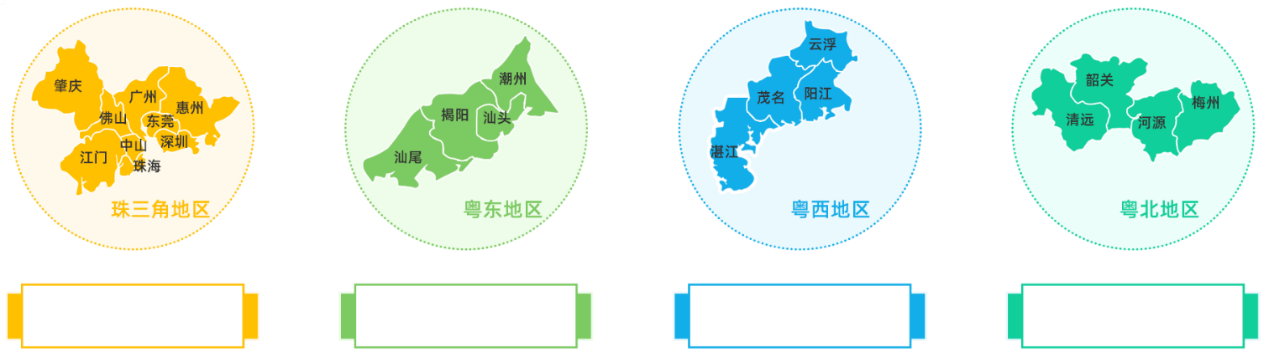 肇庆
广州
惠州
佛山
东莞
中山
深圳
江门
珠海
珠三角地区
潮州
揭阳
汕头
汕尾
粤东地区
云浮
茂名
阳江
湛江
粤西地区
韶关
梅州
清远
河源
粤北地区